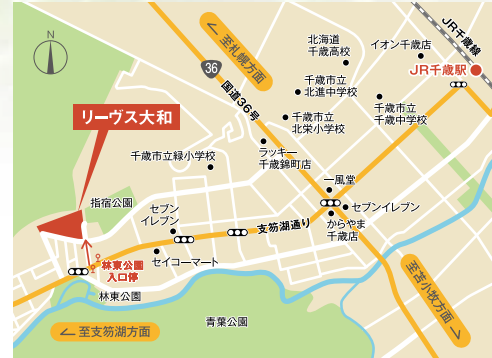 N
至札幌方面
36
国道36号
北海道
千歳高校
イオン千歳店
JR千歳線
JR千歳駅
千歳市立
北進中学校
千歳市立
千歳中学校
千歳市立
北栄小学校
リーヴス大和
千歳市立緑小学校
ラッキー
千歳錦町店
一風堂
指宿公園
セブン
イレブン
支笏湖通り
セブンイレブン
からやま
千歳店
セイコーマート
林東公園
入口停
林東公園
至苫小牧方面
青葉公園
至支笏湖方面